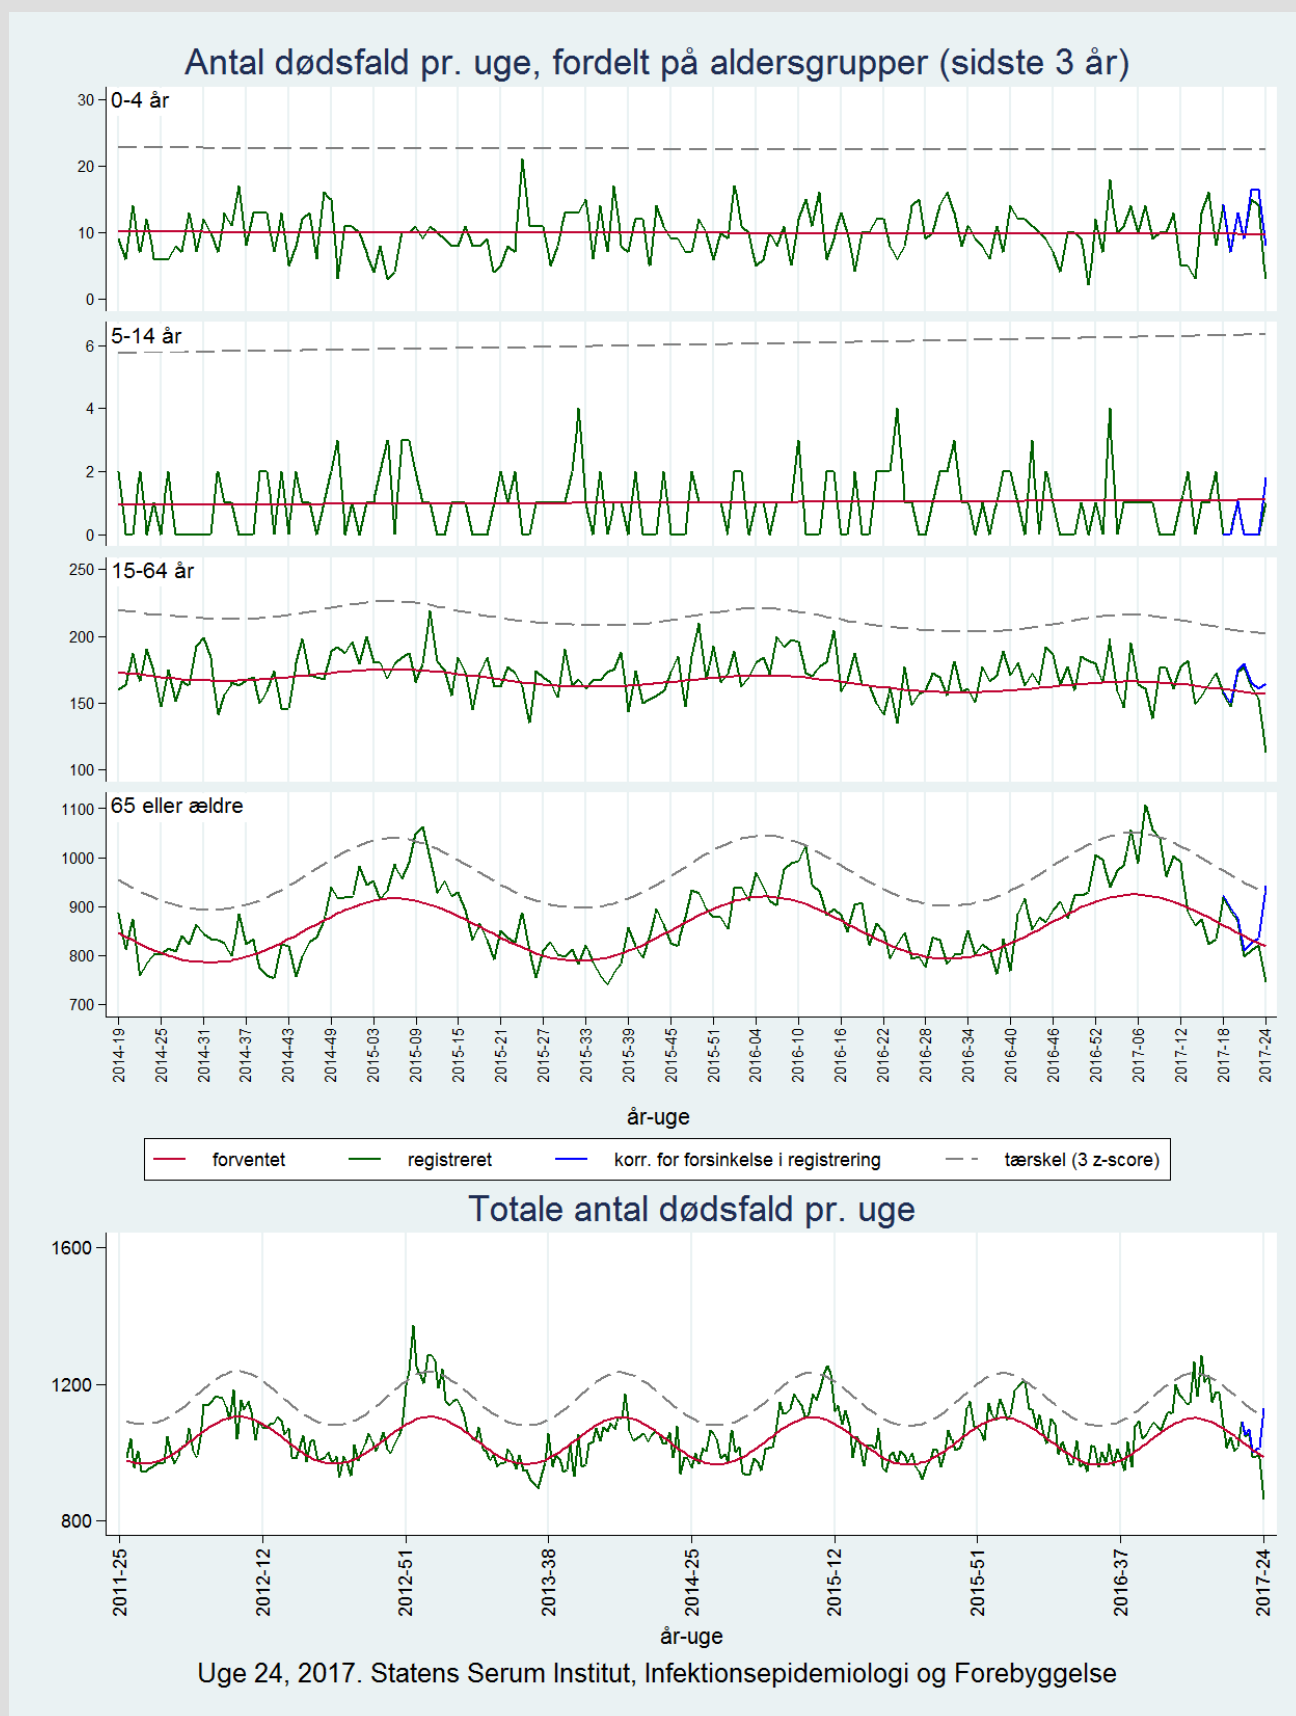 Antal dødsfald pr. uge, fordelt på aldersgrupper (sidste 3 år)
0-4 år
30
20
10
0
5-14 år
6
4
2
0
15-64 år
250
200
150
100
65 eller ældre
1100
1000
900
800
700
2014-19 2014-25 2014-31 2014-37 2014-43 2014-49 2015-03 2015-09 2015-15 2015-21 2015-27 2015-33 2015-39 2015-45 2015-51 2016-04 2016-10 2016-16 2016-22 2016-28 2016-34 2016-40 2016-46 2016-52 2017-06 2017-12 2017-18 2017-24
år-uge
forventet registreret korr. for forsinkelse i registrering tærskel (3 z-score)
Totale antal dødsfald pr. uge
1600
1200
800
2011-25 2012-12 2012-51 2013-38 2014-25 2015-12 2015-51 2016-37 2017-24
år-uge
Uge 24, 2017. Statens Serum Institut, Infektionsepidemiologi og Forebyggelse